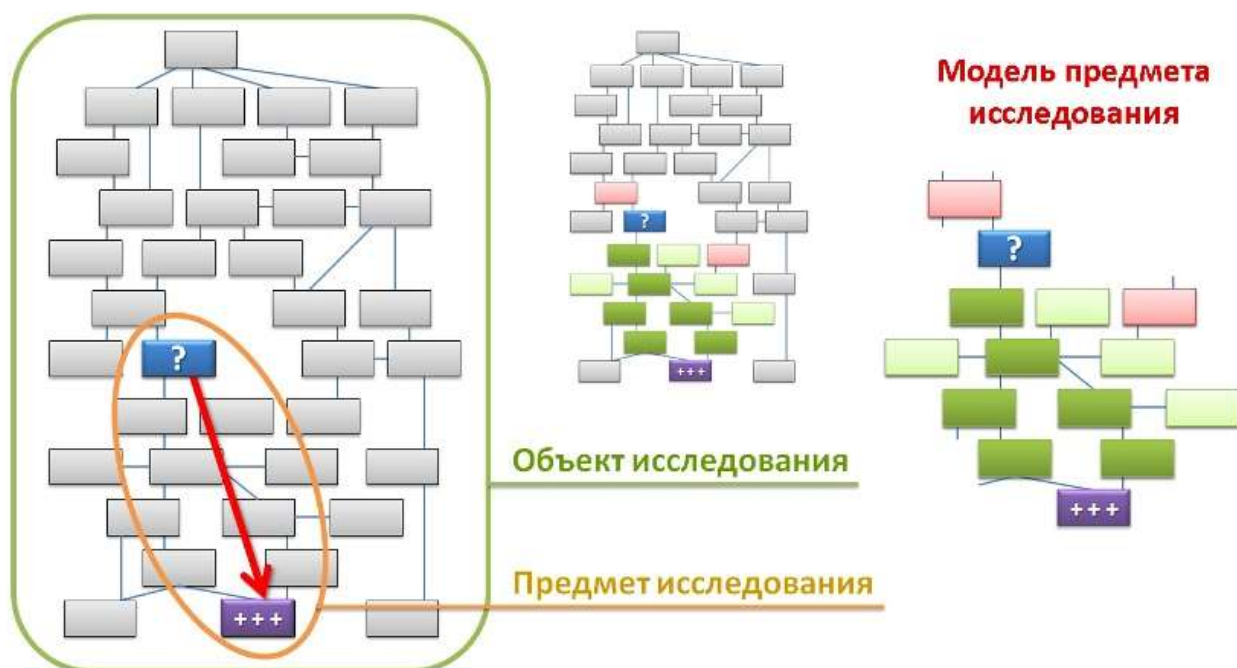 Модель предмета
исследования
?
?
?
Объект исследования
Предмет исследования
+++
+++
+++